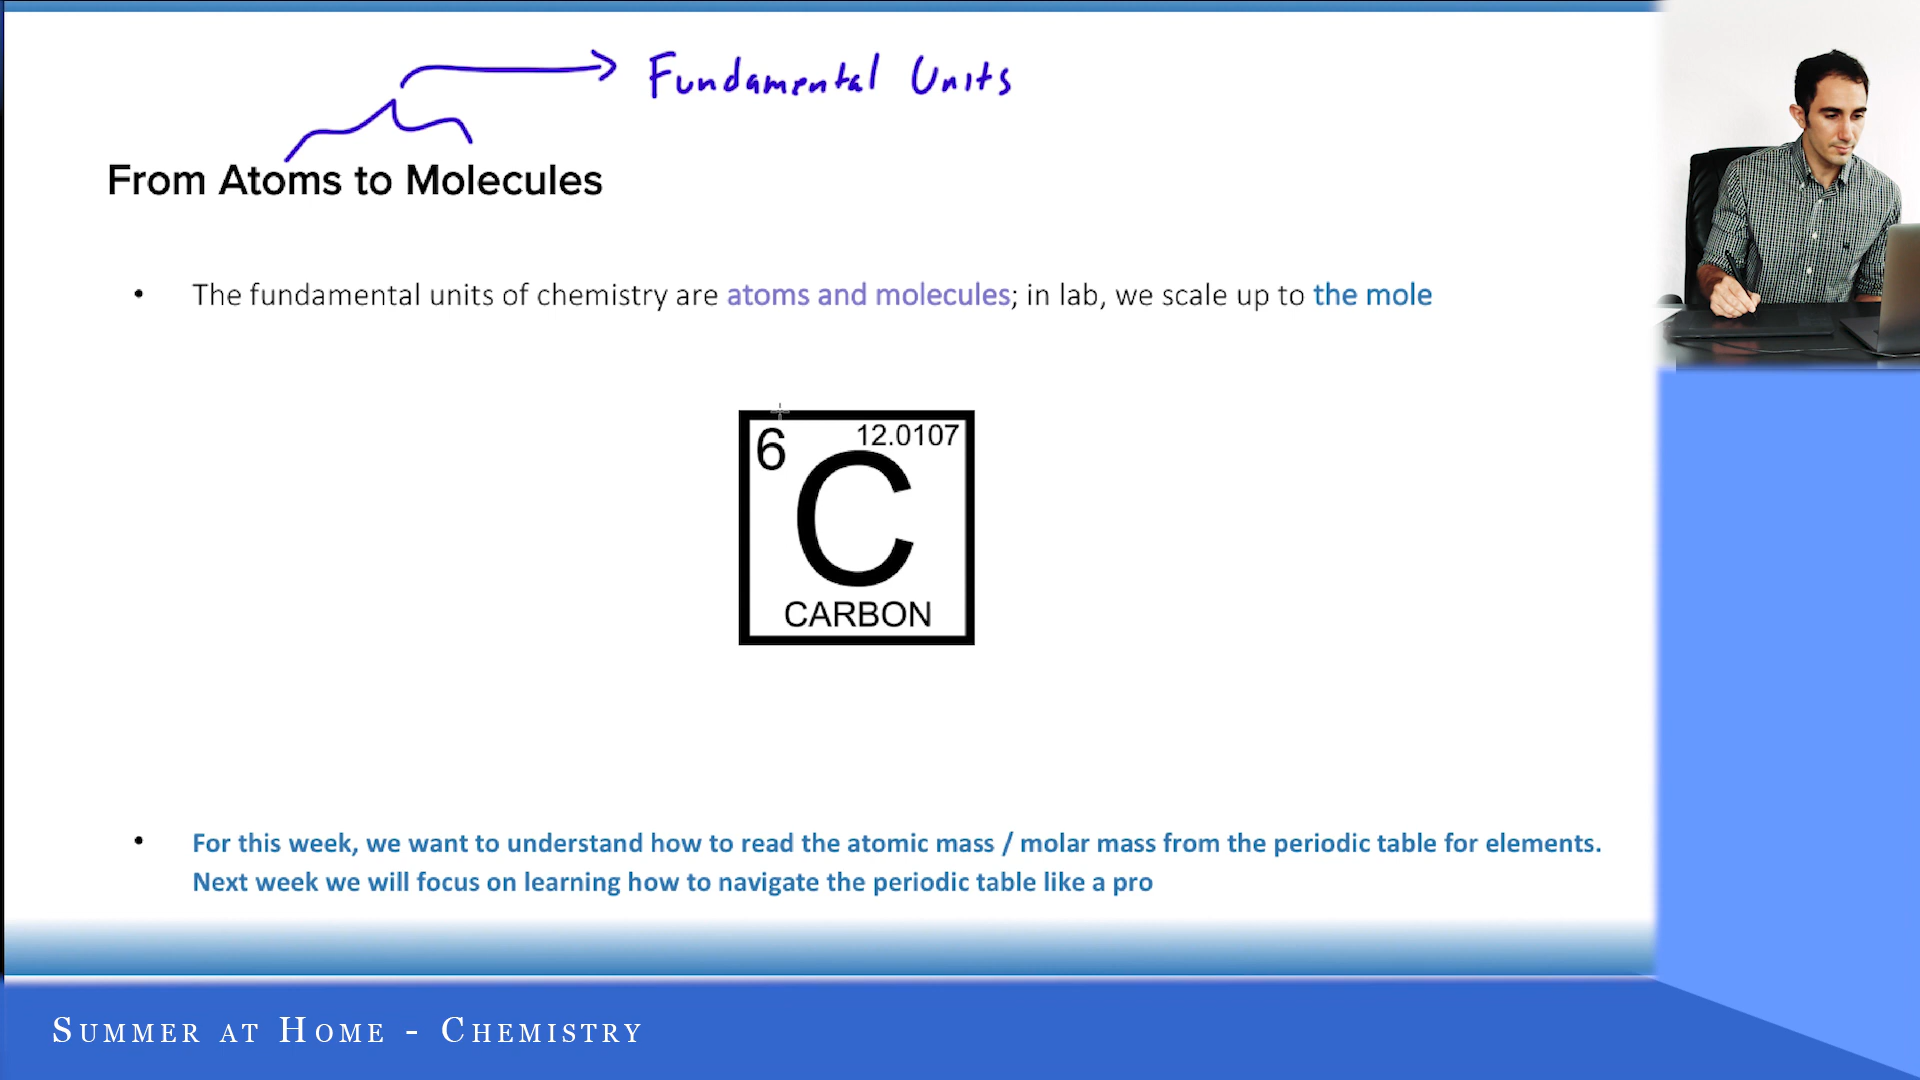 Fundamental Units
From Atoms to Molecules
• The fundamental units of chemistry are atoms and molecules; in lab, we scale up to the mole
6
12.0107
C
CARBON
• For this week, we want to understand how to read the atomic mass / molar mass from the periodic table for elements.
Next week we will focus on learning how to navigate the periodic table like a pro
SUMMER AT HOME - CHEMISTRY